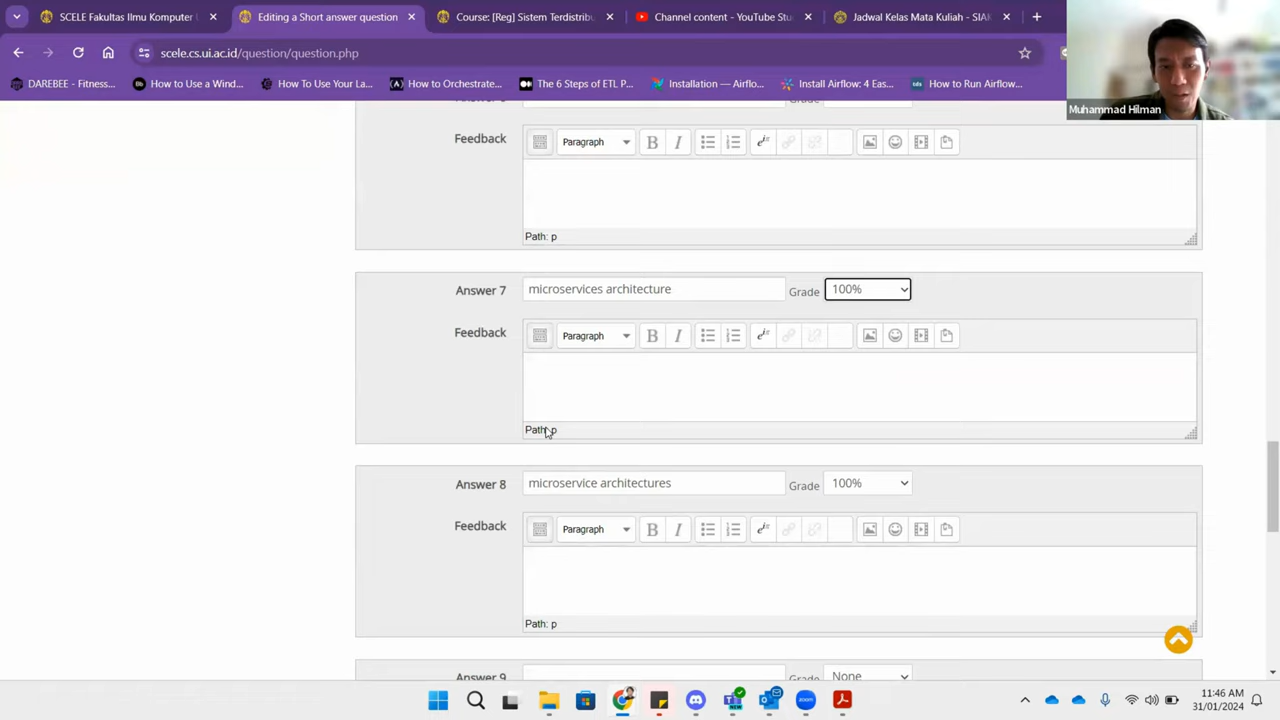 SCELE Fakultas Ilmu Komputer
Editing a Short answer question
Course: [Reg] Sistem Terdistribu
Channel content - YouTube Stu
Jadwal Kelas Mata Kuliah - SIAK
scele.cs.ui.ac.id/question/question.php
DAREBEE - Fitness...
How to Use a Wind...
How To Use Your La...
How to Orchestrate...
The 6 Steps of ETL P...
Installation — Airflo...
Install Airflow: 4 Eas...
How to Run Airflow...
Muhammad Hilman
Feedback
Paragraph
Path: p
Answer 7
microservices architecture
Grade
100%
Feedback
Paragraph
Path: p
Answer 8
microservice architectures
Grade
100%
Feedback
Paragraph
Path: p
Answer 9
Grade
None
11:46 AM
31/01/2024